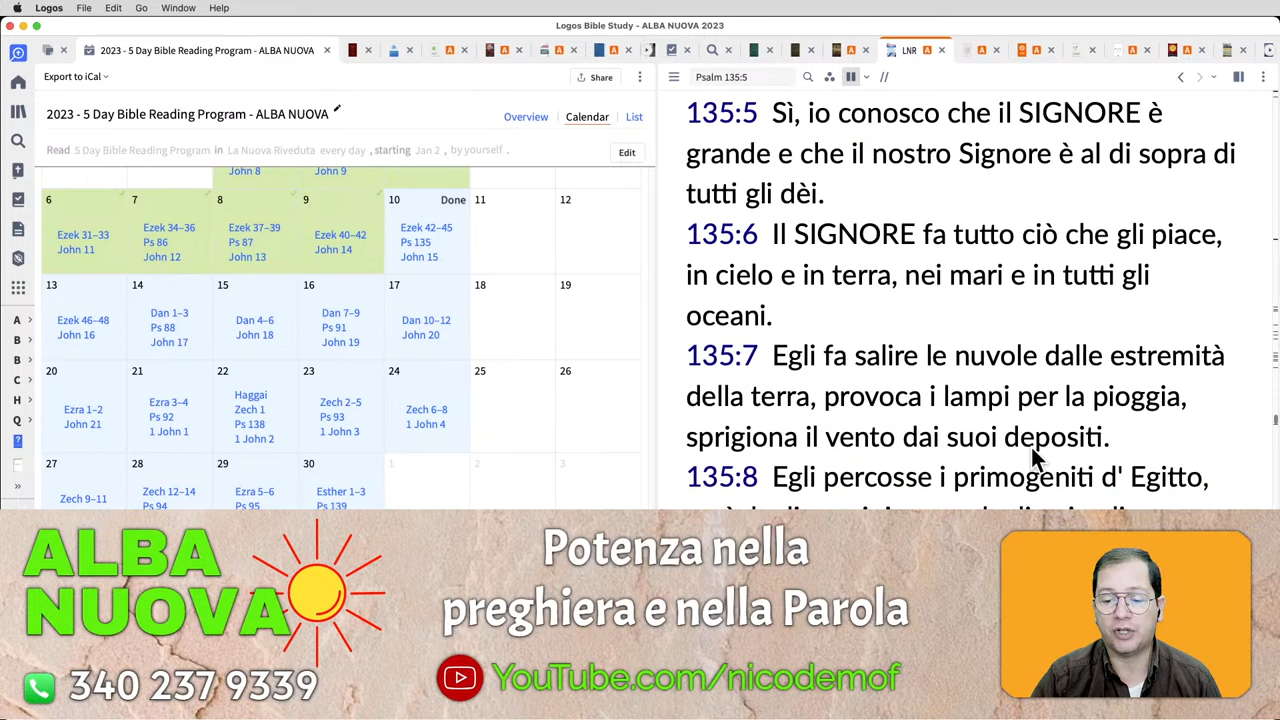 Logos File Edit Go Window Help
Logos Bible Study - ALBA NUOVA 2023
2023 - 5 Day Bible Reading Program - ALBA NUOVA
LNR
Export to iCal
Share
Psalm 135:5
2023 - 5 Day Bible Reading Program - ALBA NUOVA
Overview Calendar List
Read 5 Day Bible Reading Program in La Nuova Riveduta every day , starting Jan 2 , by yourself .
Edit
John 8 John 9
6 7 8 9 10 Done 11 12
Ezek 31–33
John 11
Ezek 34–36
Ps 86
John 12
Ezek 37–39
Ps 87
John 13
Ezek 40–42
John 14
Ezek 42–45
Ps 135
John 15
13 14 15 16 17 18 19
Ezek 46–48
John 16
Dan 1–3
Ps 88
John 17
Dan 4–6
John 18
Dan 7–9
Ps 91
John 19
Dan 10–12
John 20
20 21 22 23 24 25 26
Ezra 1–2
John 21
Ezra 3–4
Ps 92
1 John 1
Haggai
Zech 1
Ps 138
1 John 2
Zech 2–5
Ps 93
1 John 3
Zech 6–8
1 John 4
27 28 29 30 1 2 3
Zech 9–11
Zech 12–14
Ps 94
Ezra 5–6
Ps 95
Esther 1–3
Ps 139
A
B
B
C
H
Q
135:5 Sì, io conosco che il SIGNORE è
grande e che il nostro Signore è al di sopra di
tutti gli dèi.
135:6 Il SIGNORE fa tutto ciò che gli piace,
in cielo e in terra, nei mari e in tutti gli
oceani.
135:7 Egli fa salire le nuvole dalle estremità
della terra, provoca i lampi per la pioggia,
sprigiona il vento dai suoi depositi.
135:8 Egli percosse i primogeniti d' Egitto,
ALBA
NUOVA
340 237 9339
Potenza nella
preghiera e nella Parola
YouTube.com/nicodemof